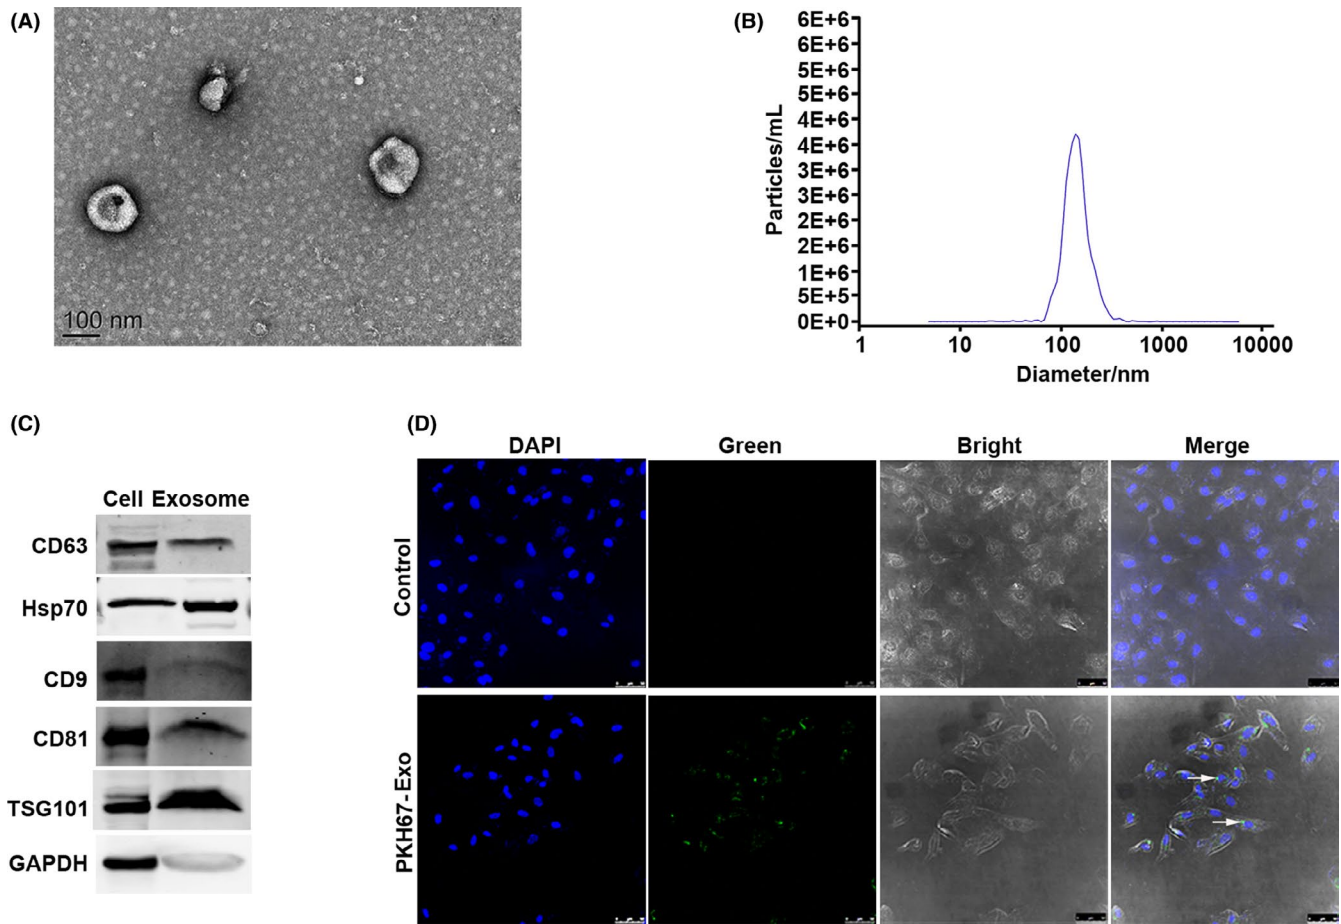 (A)
100 nm
(B)
6E+6
6E+6
5E+6
5E+6
4E+6
4E+6
3E+6
3E+6
2E+6
2E+6
1E+6
5E+5
0E+0
Particles/mL
1 10 100 1000 10000
Diameter/nm
(C)
Cell Exosome
CD63
Hsp70
CD9
CD81
TSG101
GAPDH
(D)
DAPI Green Bright Merge
Control
PKH67-Exo